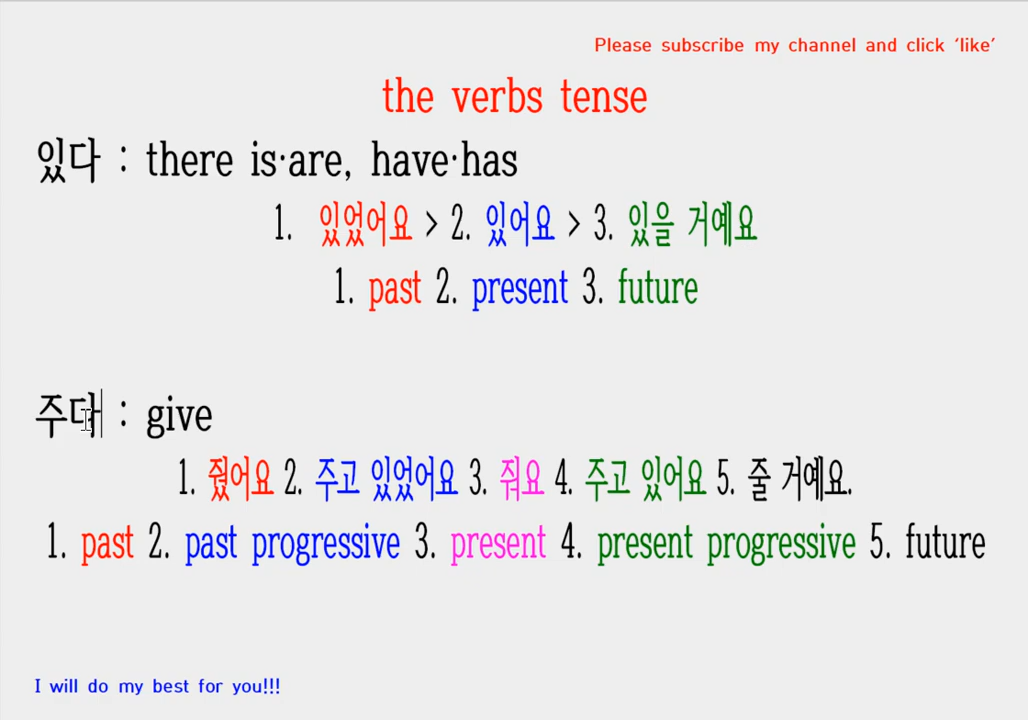 Please subscribe my channel and click ‘like’
the verbs tense
있다 : there is·are, have·has
1. 있었어요 > 2. 있어요 > 3. 있을 거예요
1. past 2. present 3. future
주다 : give
1. 줬어요 2. 주고 있었어요 3. 줘요 4. 주고 있어요 5. 줄 거예요.
1. past 2. past progressive 3. present 4. present progressive 5. future
I will do my best for you!!!